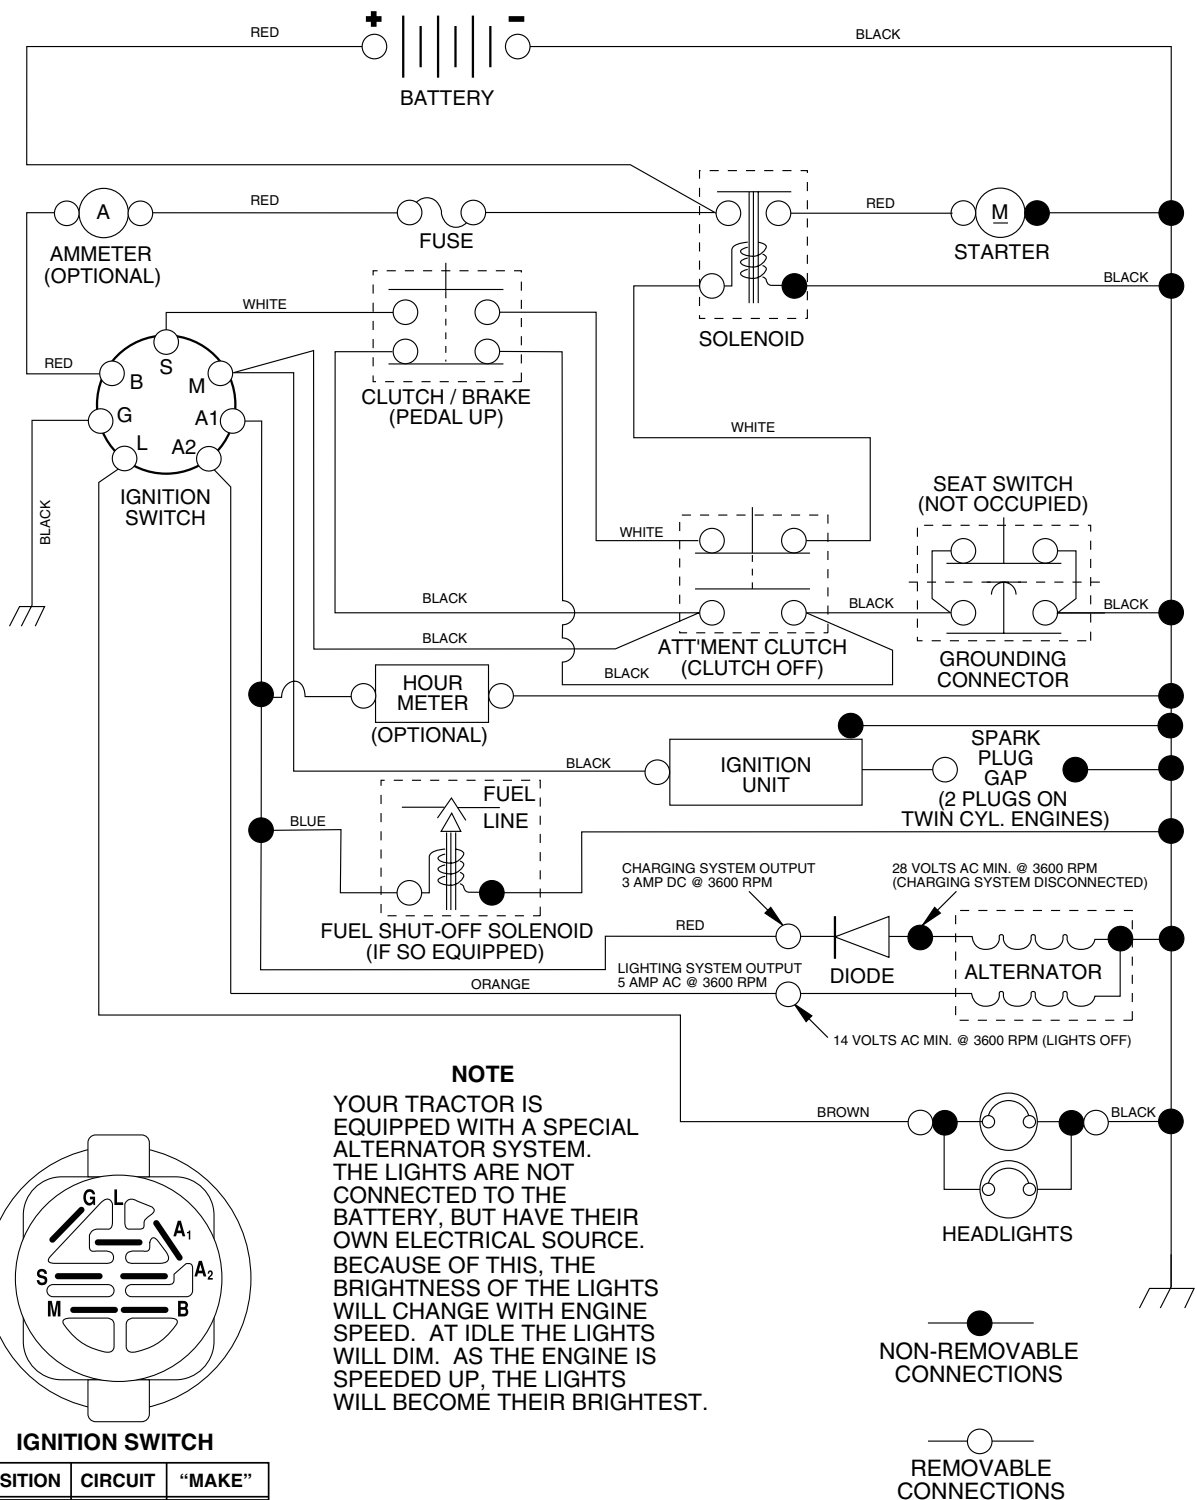 +
−
RED
BLACK
BATTERY
RED
A
AMMETER
(OPTIONAL)
FUSE
RED
M
STARTER
BLACK
SOLENOID
WHITE
S
RED
B
M
G
A1
L
A2
IGNITION
SWITCH
BLACK
CLUTCH / BRAKE
(PEDAL UP)
WHITE
SEAT SWITCH
(NOT OCCUPIED)
WHITE
BLACK
BLACK
BLACK
BLACK
BLACK
ATT'MENT CLUTCH
(CLUTCH OFF)
GROUNDING
CONNECTOR
HOUR
METER
(OPTIONAL)
BLACK
IGNITION
UNIT
SPARK
PLUG
GAP
(2 PLUGS ON
TWIN CYL. ENGINES)
FUEL
LINE
BLUE
FUEL SHUT-OFF SOLENOID
(IF SO EQUIPPED)
CHARGING SYSTEM OUTPUT
3 AMP DC @ 3600 RPM
28 VOLTS AC MIN. @ 3600 RPM
(CHARGING SYSTEM DISCONNECTED)
RED
DIODE
ALTERNATOR
LIGHTING SYSTEM OUTPUT
5 AMP AC @ 3600 RPM
ORANGE
14 VOLTS AC MIN. @ 3600 RPM (LIGHTS OFF)
BROWN
BLACK
HEADLIGHTS
NOTE
YOUR TRACTOR IS
EQUIPPED WITH A SPECIAL
ALTERNATOR SYSTEM.
THE LIGHTS ARE NOT
CONNECTED TO THE
BATTERY, BUT HAVE THEIR
OWN ELECTRICAL SOURCE.
BECAUSE OF THIS, THE
BRIGHTNESS OF THE LIGHTS
WILL CHANGE WITH ENGINE
SPEED. AT IDLE THE LIGHTS
WILL DIM. AS THE ENGINE IS
SPEEDED UP, THE LIGHTS
WILL BECOME THEIR BRIGHTEST.
G L
A1
A2
S
M
B
IGNITION SWITCH
SITION CIRCUIT “MAKE”
NON-REMOVABLE
CONNECTIONS
REMOVABLE
CONNECTIONS